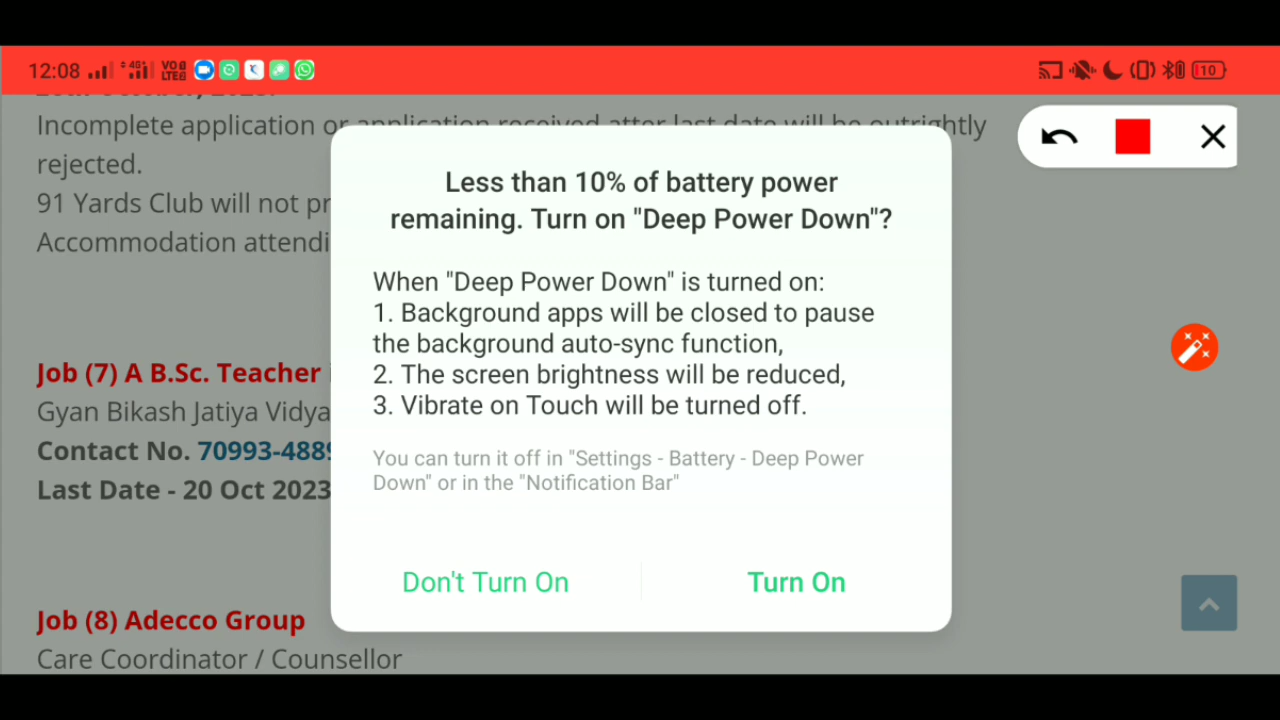 12:08 4G+ VO LTE 10
Incomplete application or application received after last date will be outrightly
rejected.
91 Yards Club will not
Accommodation
Less than 10% of battery power
remaining. Turn on "Deep Power Down"?
When "Deep Power Down" is turned on:
1. Background apps will be closed to pause
the background auto-sync function,
2. The screen brightness will be reduced,
3. Vibrate on Touch will be turned off.
You can turn it off in "Settings - Battery - Deep Power
Down" or in the "Notification Bar"
Don't Turn On
Turn On
Job (7) A B.Sc. Teacher
Gyan Bikash Jatiya
Contact No. 70993-488
Last Date - 20 Oct 2023
Job (8) Adecco Group
Care Coordinator / Counsellor